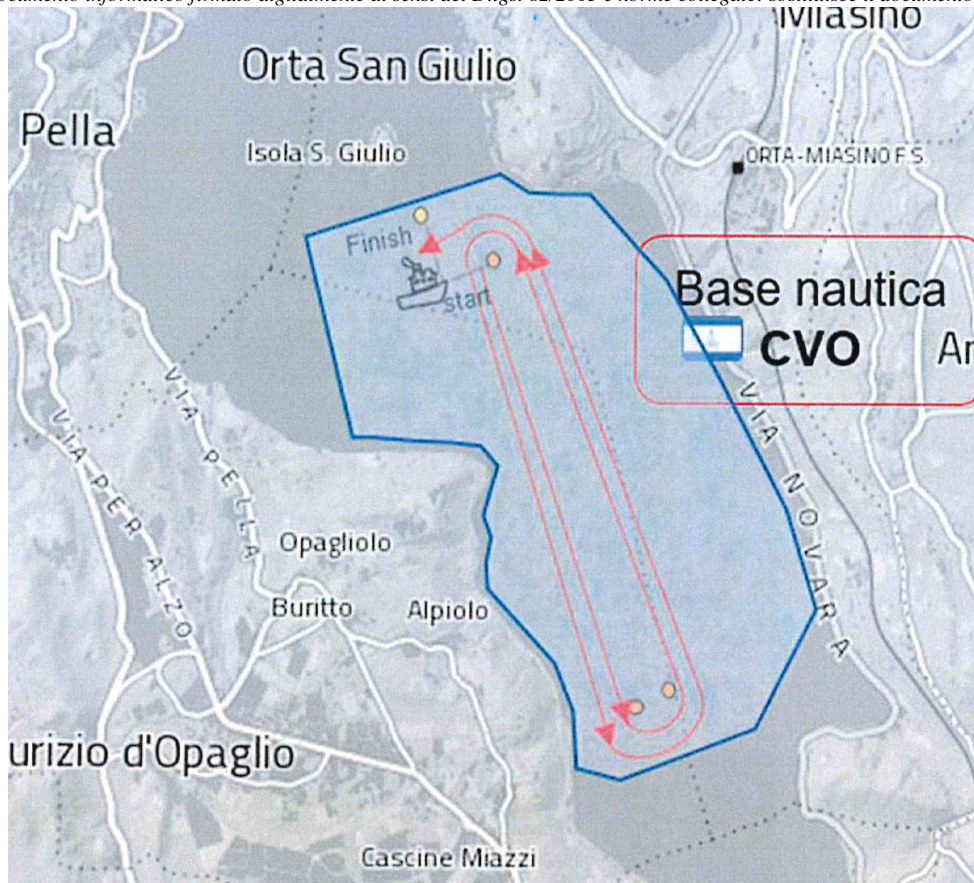 Orta San Giulio
Pella
Isola S. Giulio
ORTA-MIASINO F.S.
Finish
start
Base nautica
CVO
VIA PELLA
VIA PER ALZO
VIA NOVARA
Opagliolo
Buritto
Alpiolo
urizio d'Opaglio
Cascine Miazzi